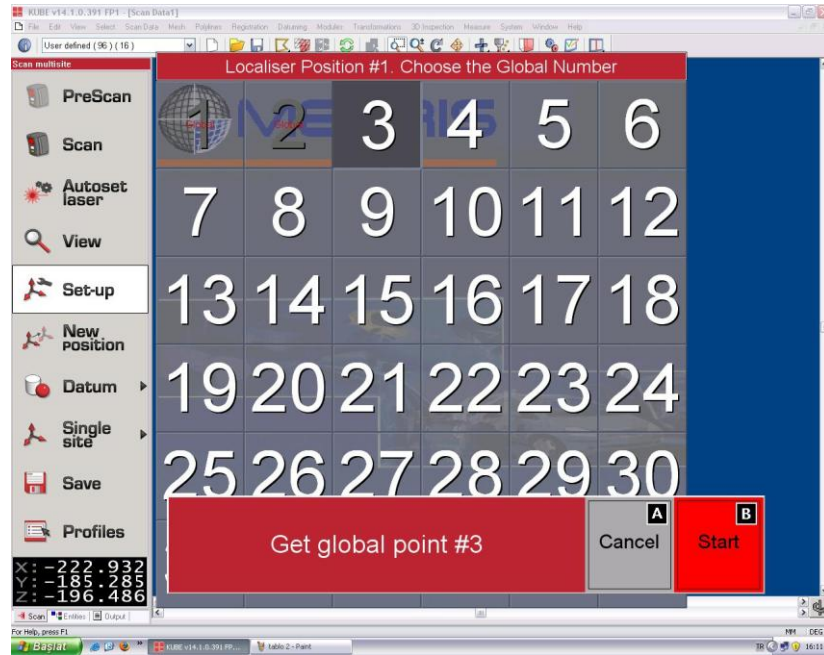 KUBE v14.1.0.391 FP1 - [Scan Data1]
File Edit View Select Scan Data Mesh Polylines Registration Datuming Modules Transformations 3D Inspection Measure System Window Help
User defined ( 96 ) ( 16 )
Scan multisite
Localiser Position #1. Choose the Global Number
PreScan
Scan
Autoset laser
View
Set-up
New position
Datum
Single site
Save
Profiles
1 2 3 4 5 6
Global Global
7 8 9 10 11 12
13 14 15 16 17 18
19 20 21 22 23 24
25 26 27 28 29 30
Get global point #3
A
Cancel
B
Start
X: -222.932
Y: -185.285
Z: -196.486
Scan Entities Output
For Help, press F1
MM DEG
Başlat
KUBE v14.1.0.391 FP...
tablo 2 - Paint
TR
16:11